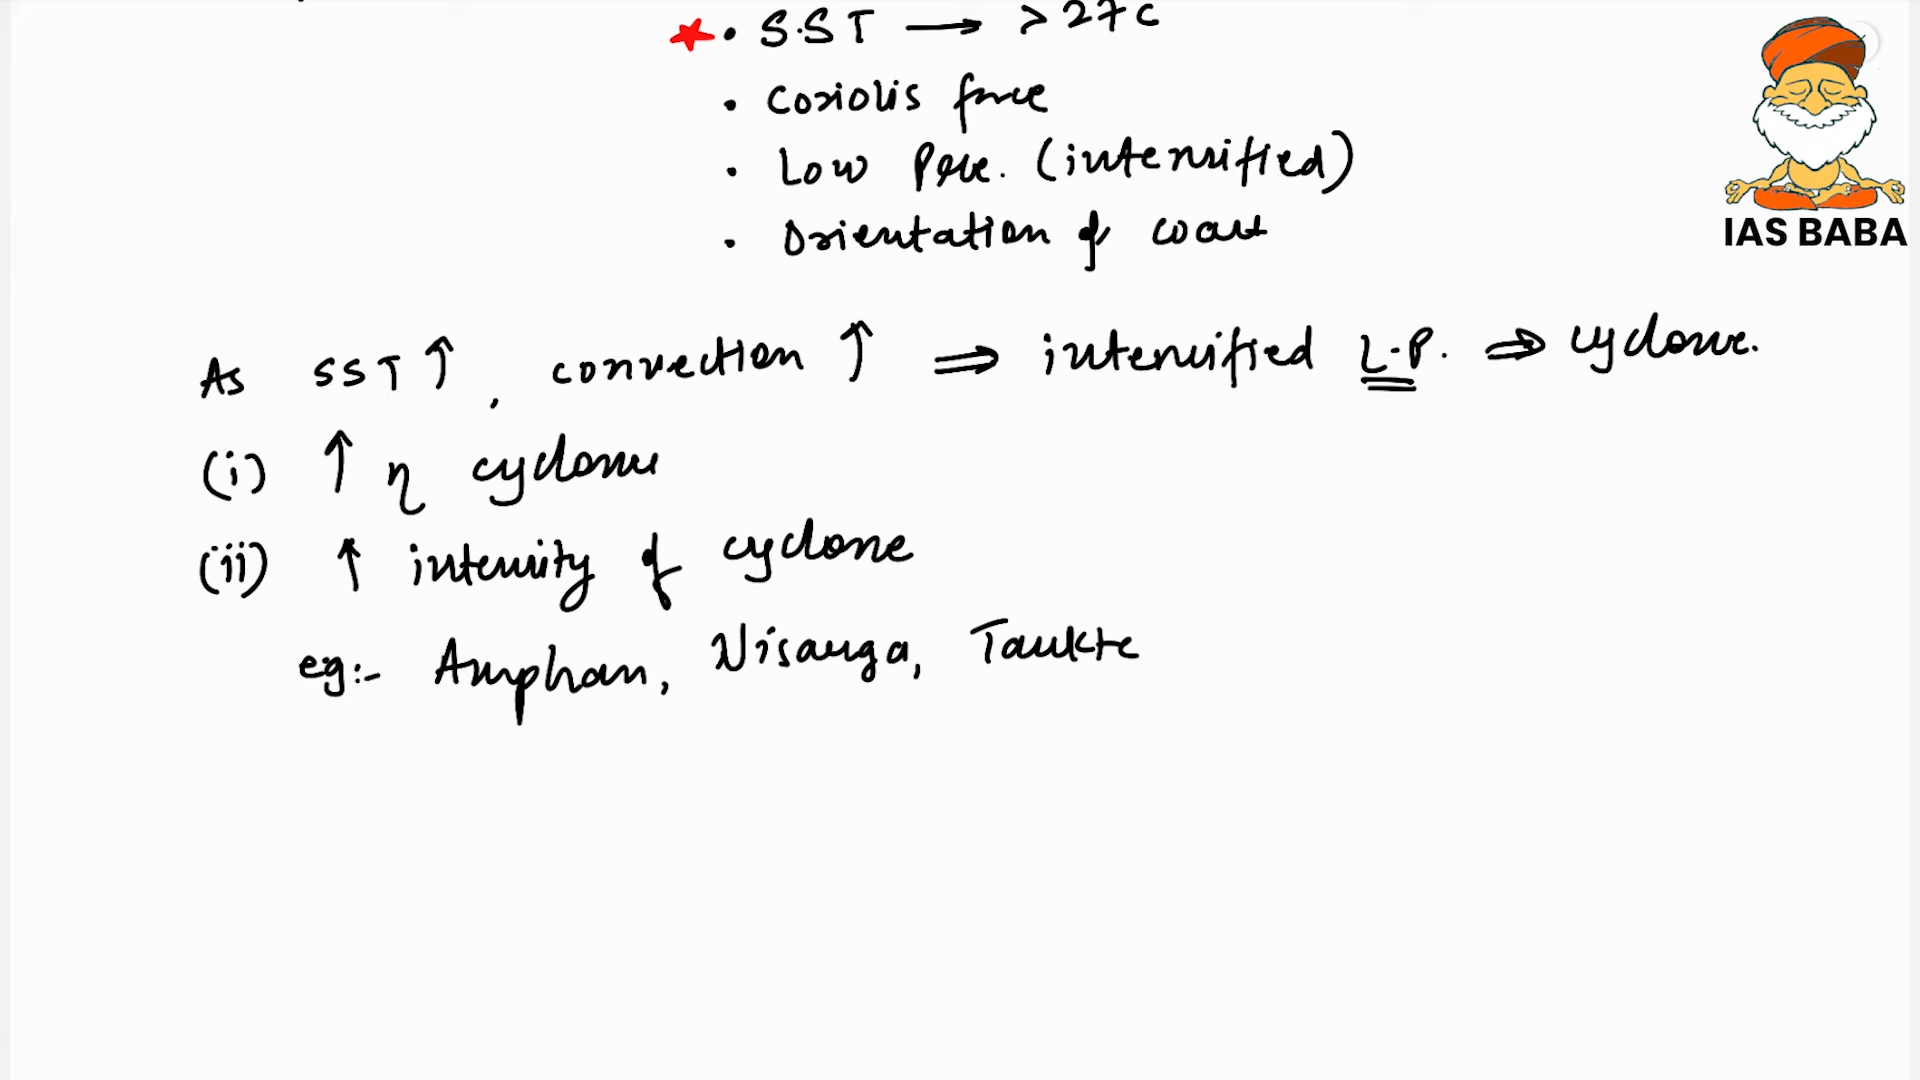 • S.S T → > 27 c
• Coriolis force
• Low Pre. (intensified)
• Orientation of coast
IAS BABA
As SST ↑, convection ↑ ⇒ intensified L.P. ⇒ cyclone.
(i) ↑ η cyclone
(ii) ↑ intensity of cyclone
eg:- Amphan, Nisarga, Taukte